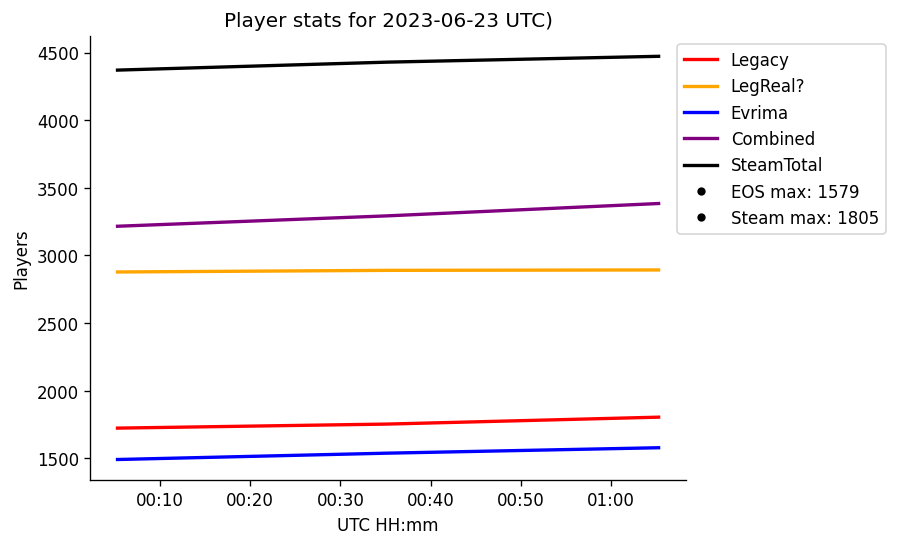 Player stats for 2023-06-23 UTC)
4500
4000
3500
3000
2500
2000
1500
Players
00:10
00:20
00:30
00:40
00:50
01:00
UTC HH:mm
Legacy
LegReal?
Evrima
Combined
SteamTotal
EOS max: 1579
Steam max: 1805